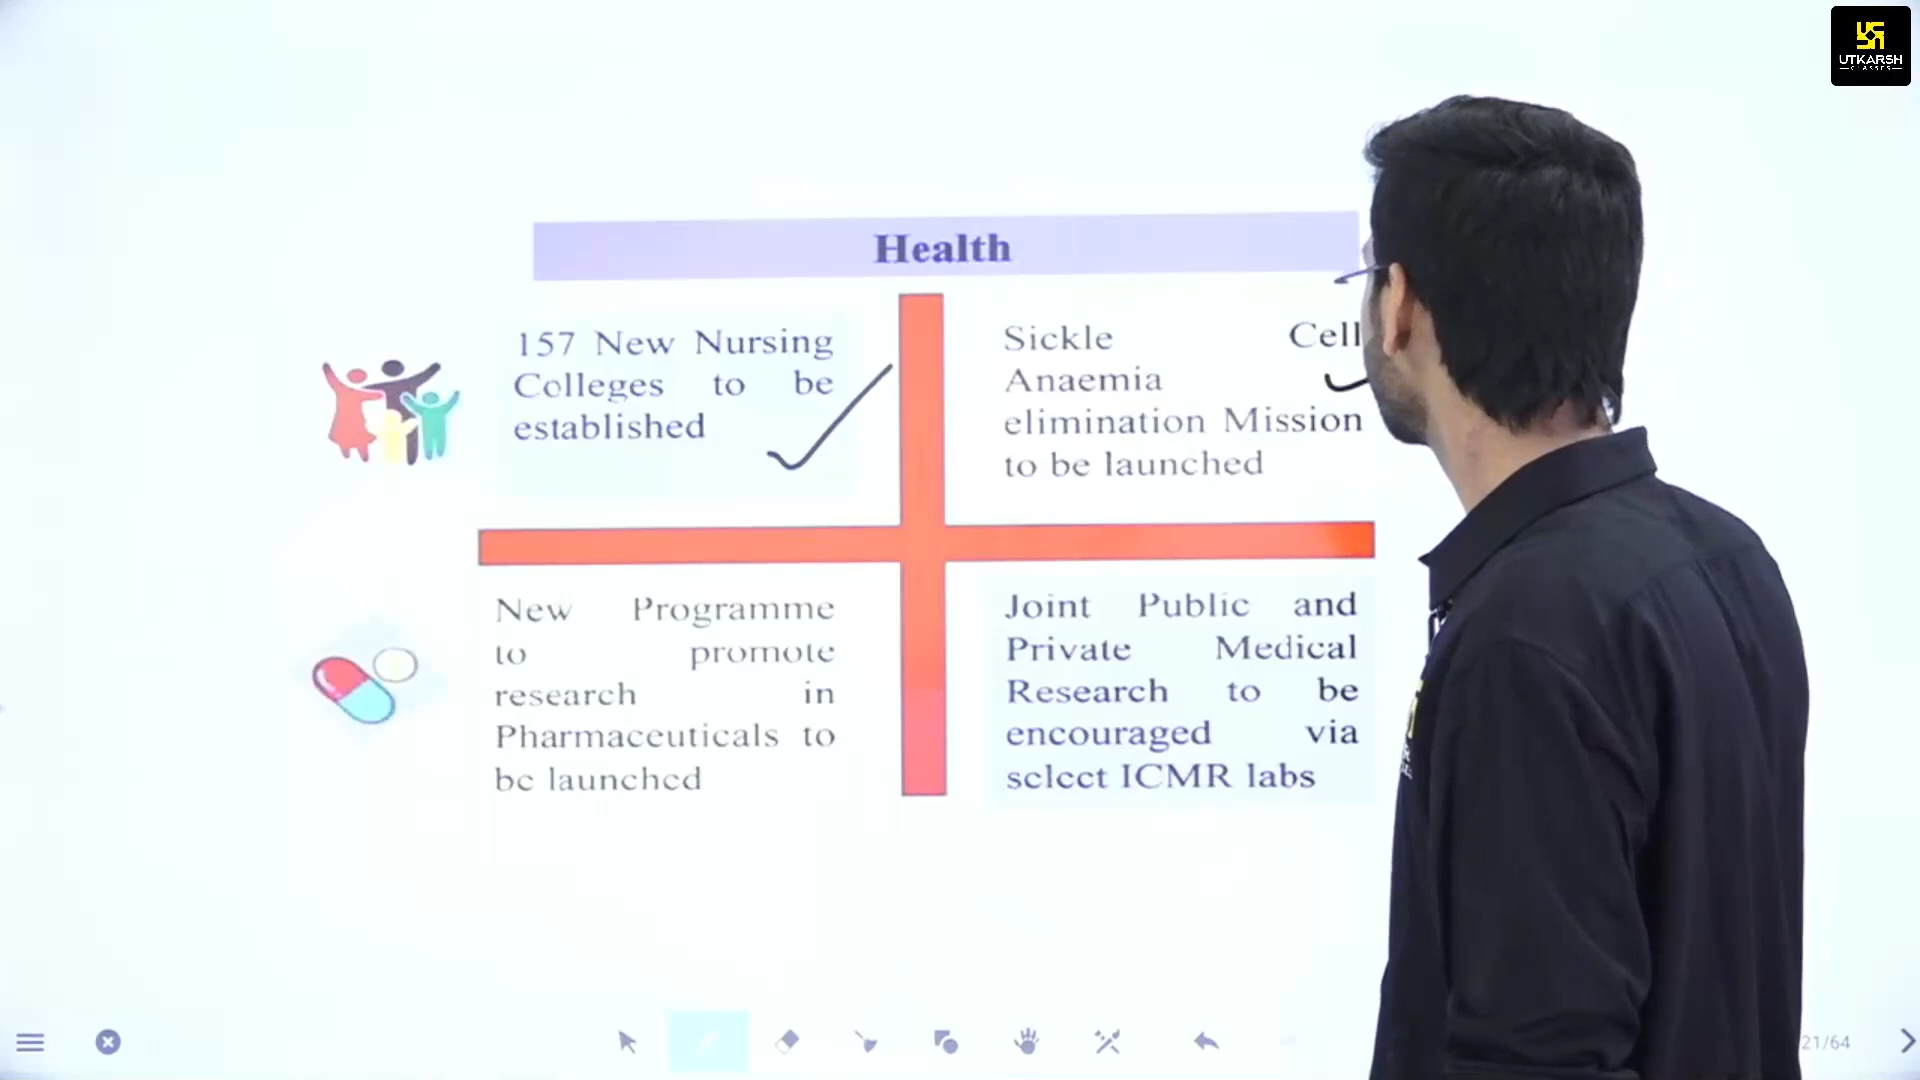 UTKARSH
CLASSES
Health
157 New Nursing
Colleges to be
established
Sickle Cell
Anaemia
elimination Mission
to be launched
New Programme
to promote
research in
Pharmaceuticals to
be launched
Joint Public and
Private Medical
Research to be
encouraged via
select ICMR labs
21/64